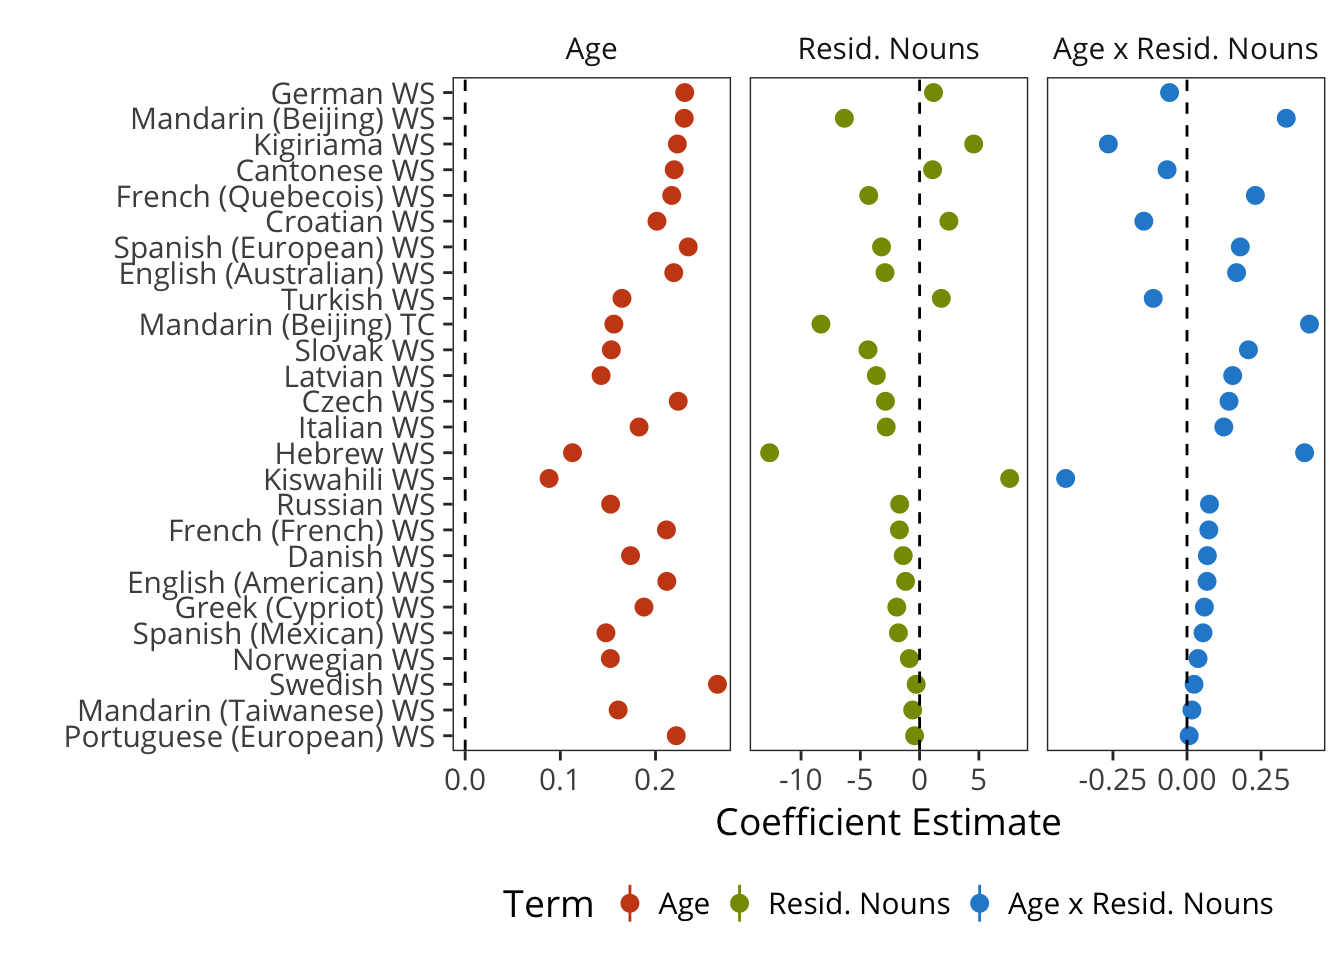 Age Resid. Nouns Age x Resid. Nouns
German WS
Mandarin (Beijing) WS
Kigiriama WS
Cantonese WS
French (Quebecois) WS
Croatian WS
Spanish (European) WS
English (Australian) WS
Turkish WS
Mandarin (Beijing) TC
Slovak WS
Latvian WS
Czech WS
Italian WS
Hebrew WS
Kiswahili WS
Russian WS
French (French) WS
Danish WS
English (American) WS
Greek (Cypriot) WS
Spanish (Mexican) WS
Norwegian WS
Swedish WS
Mandarin (Taiwanese) WS
Portuguese (European) WS
0.0 0.1 0.2 -10 -5 0 5 -0.25 0.00 0.25
Coefficient Estimate
Term Age Resid. Nouns Age x Resid. Nouns